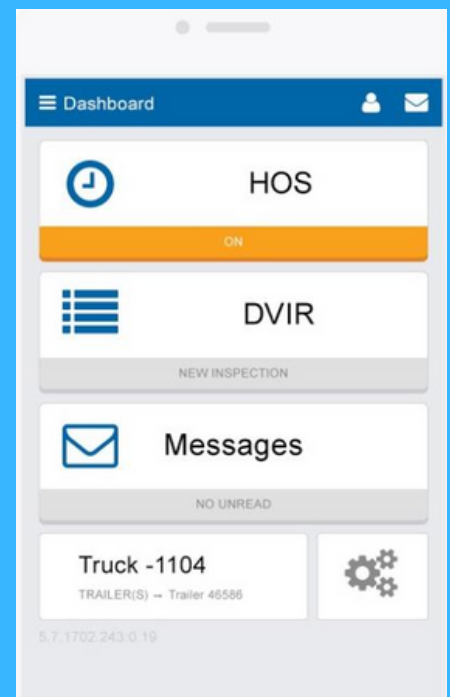 Dashboard
HOS
ON
DVIR
NEW INSPECTION
Messages
NO UNREAD
Truck -1104
TRAILER(S) → Trailer 46586
5.7.1702.243.0.19